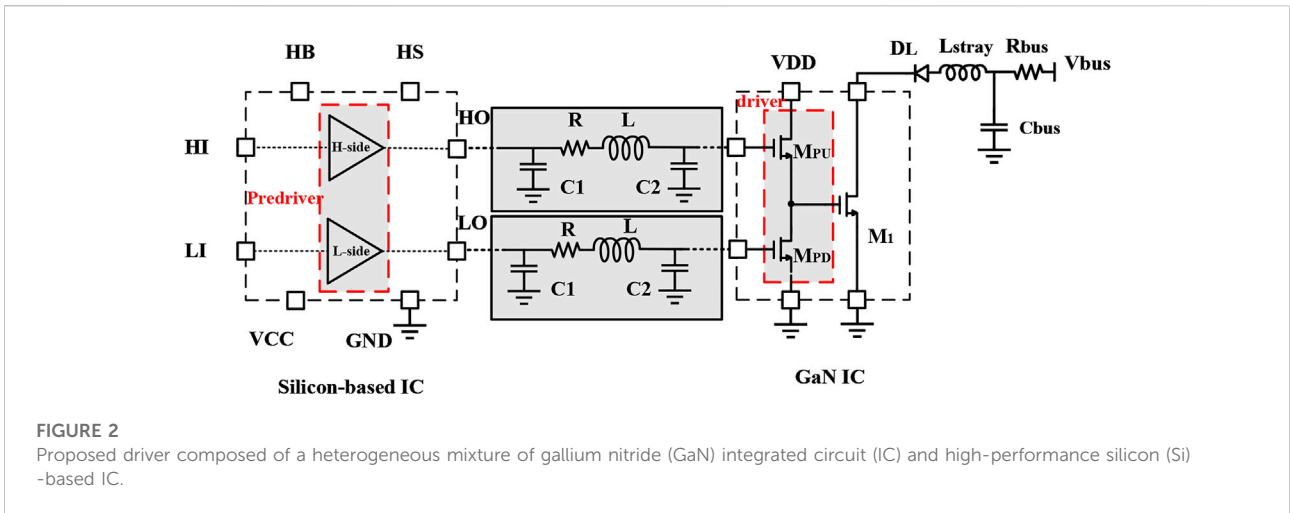 HB
HS
VDD
DL
Lstray
Rbus
Vbus
driver
HO
R
L
Cbus
HI
H-side
C1
C2
MPU
Predriver
LO
M1
LI
L-side
R
L
MPD
C1
C2
VCC
GND
Silicon-based IC
GaN IC
FIGURE 2
Proposed driver composed of a heterogeneous mixture of gallium nitride (GaN) integrated circuit (IC) and high-performance silicon (Si)
-based IC.